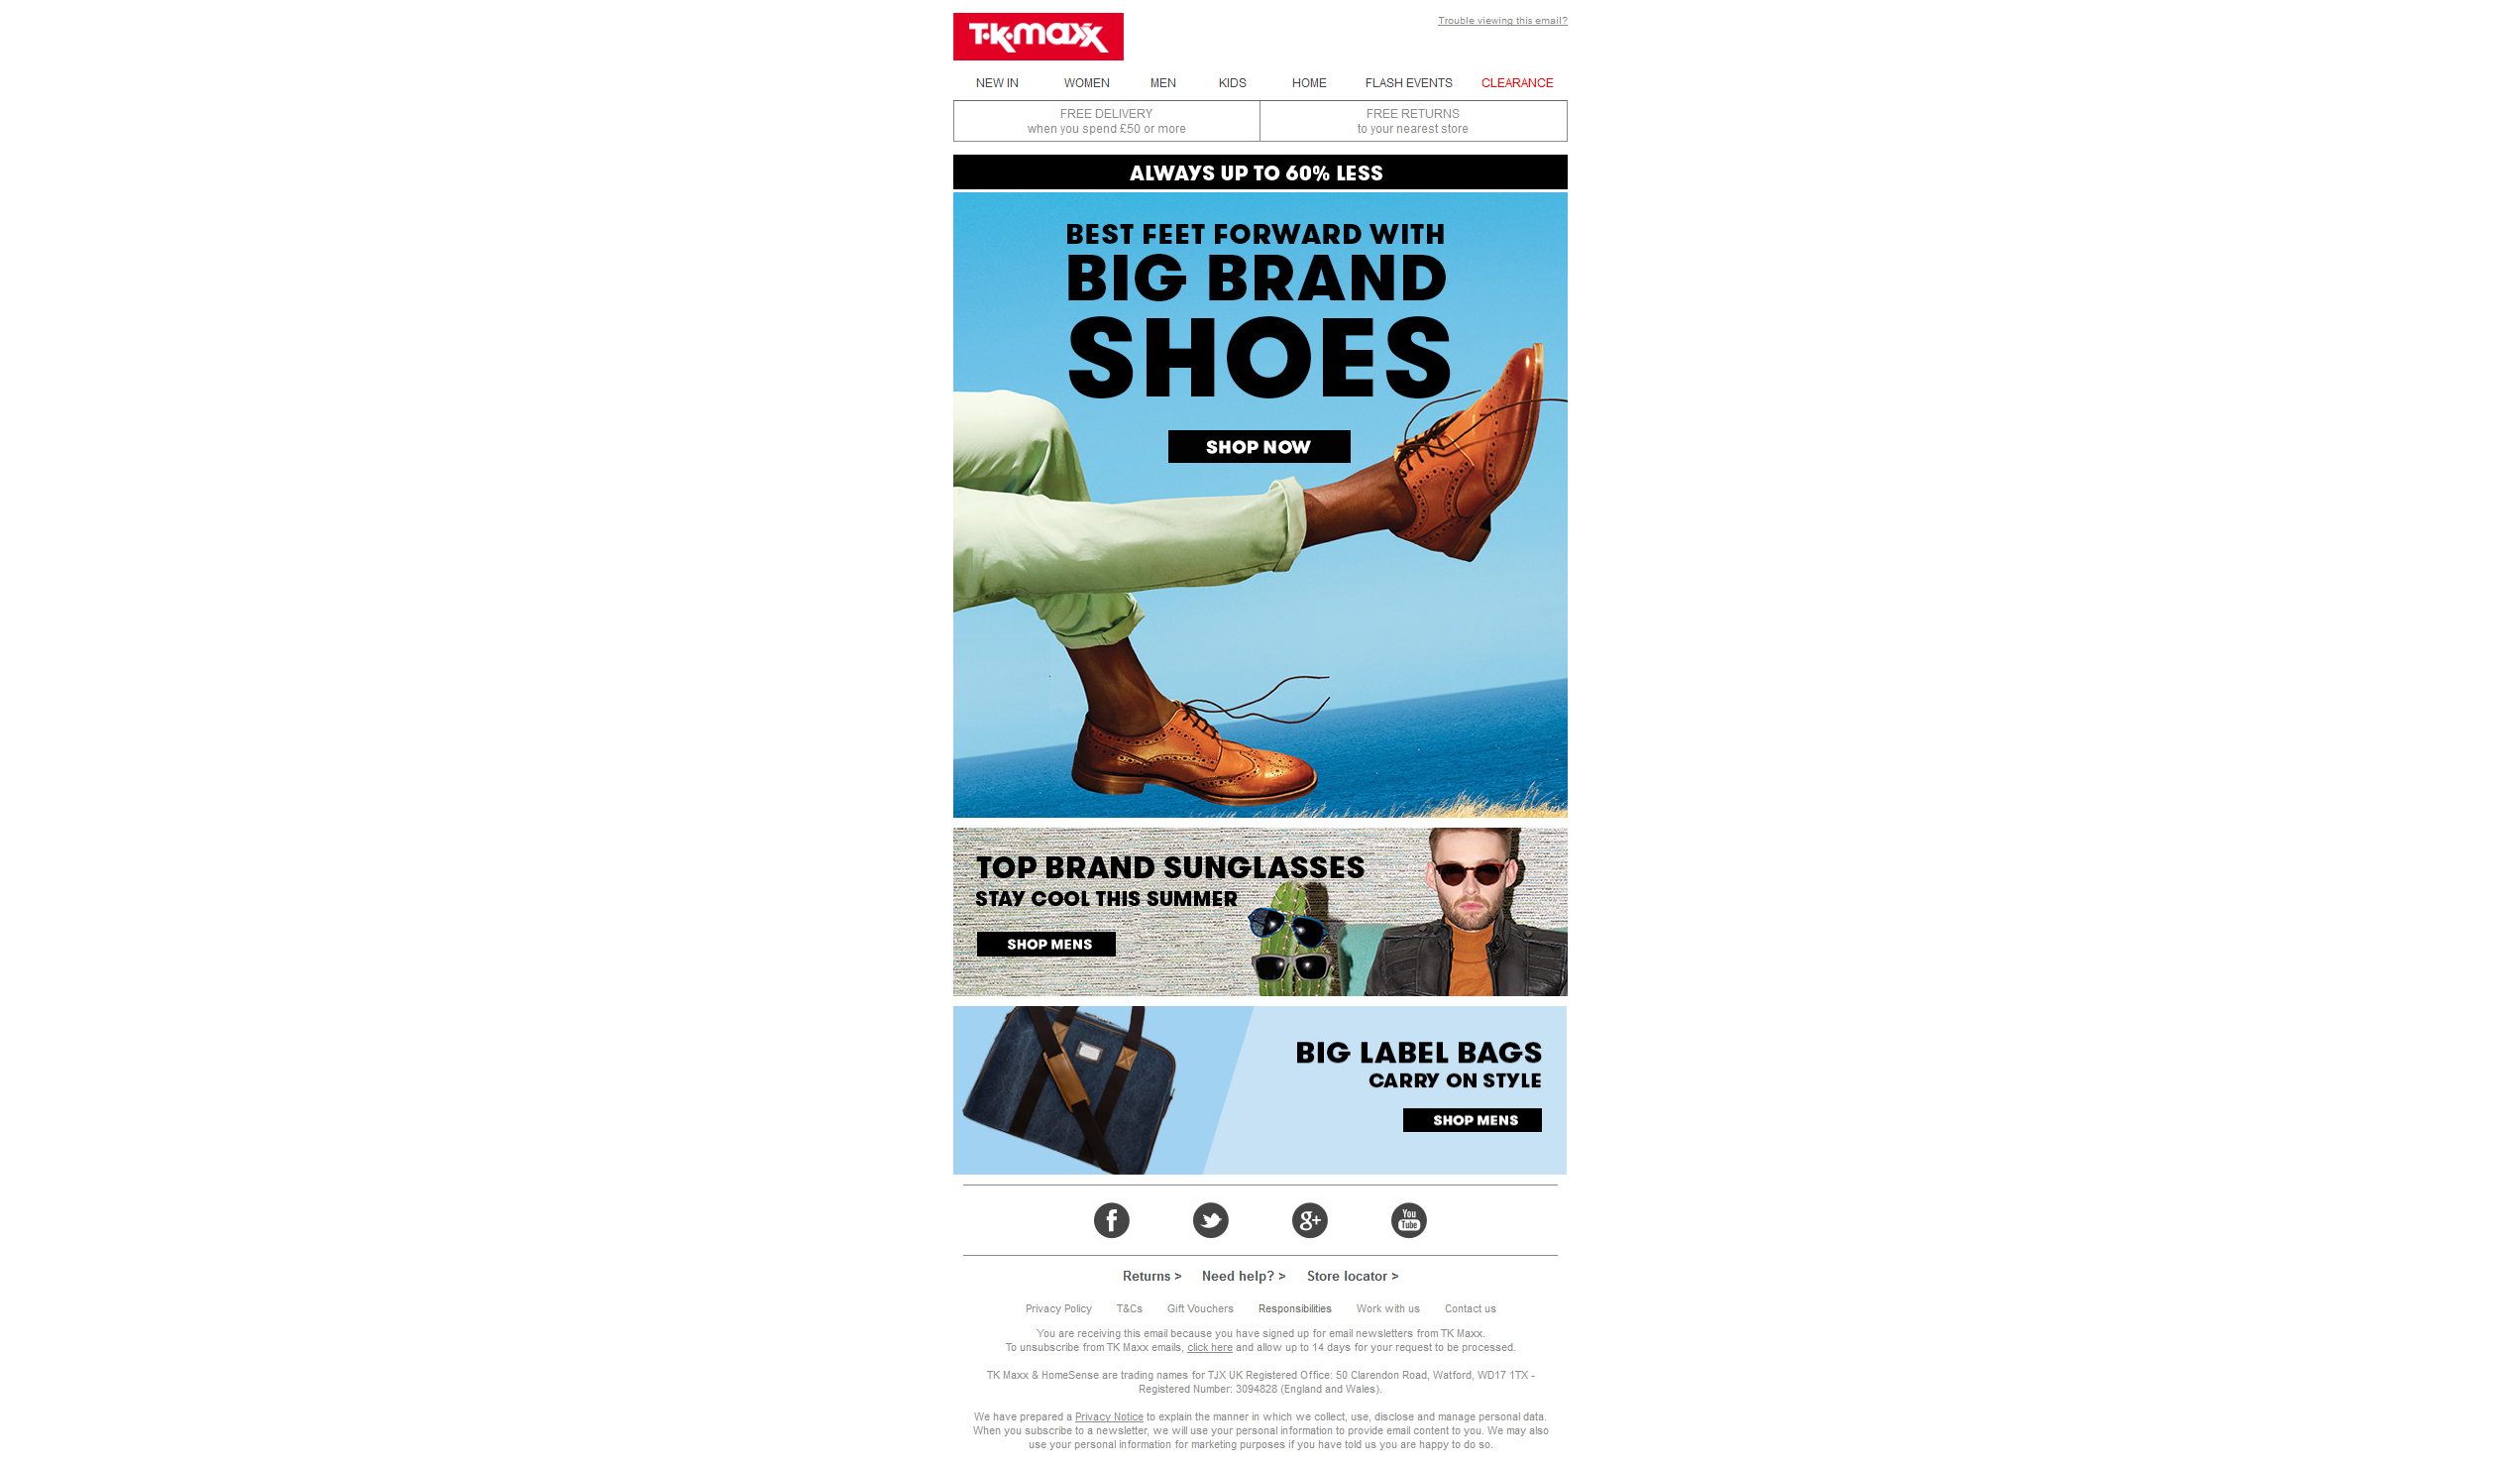 T·K·maxx
Trouble viewing this email?
NEW IN WOMEN MEN KIDS HOME FLASH EVENTS CLEARANCE
FREE DELIVERY
when you spend £50 or more
FREE RETURNS
to your nearest store
ALWAYS UP TO 60% LESS
BEST FEET FORWARD WITH
BIG BRAND
SHOES
SHOP NOW
TOP BRAND SUNGLASSES
STAY COOL THIS SUMMER
SHOP MENS
BIG LABEL BAGS
CARRY ON STYLE
SHOP MENS
f g+ You Tube
Returns > Need help? > Store locator >
Privacy Policy T&Cs Gift Vouchers Responsibilities Work with us Contact us
You are receiving this email because you have signed up for email newsletters from TK Maxx.
To unsubscribe from TK Maxx emails, click here and allow up to 14 days for your request to be processed.
TK Maxx & HomeSense are trading names for TJX UK Registered Office: 50 Clarendon Road, Watford, WD17 1TX -
Registered Number: 3094828 (England and Wales).
We have prepared a Privacy Notice to explain the manner in which we collect, use, disclose and manage personal data.
When you subscribe to a newsletter, we will use your personal information to provide email content to you. We may also
use your personal information for marketing purposes if you have told us you are happy to do so.